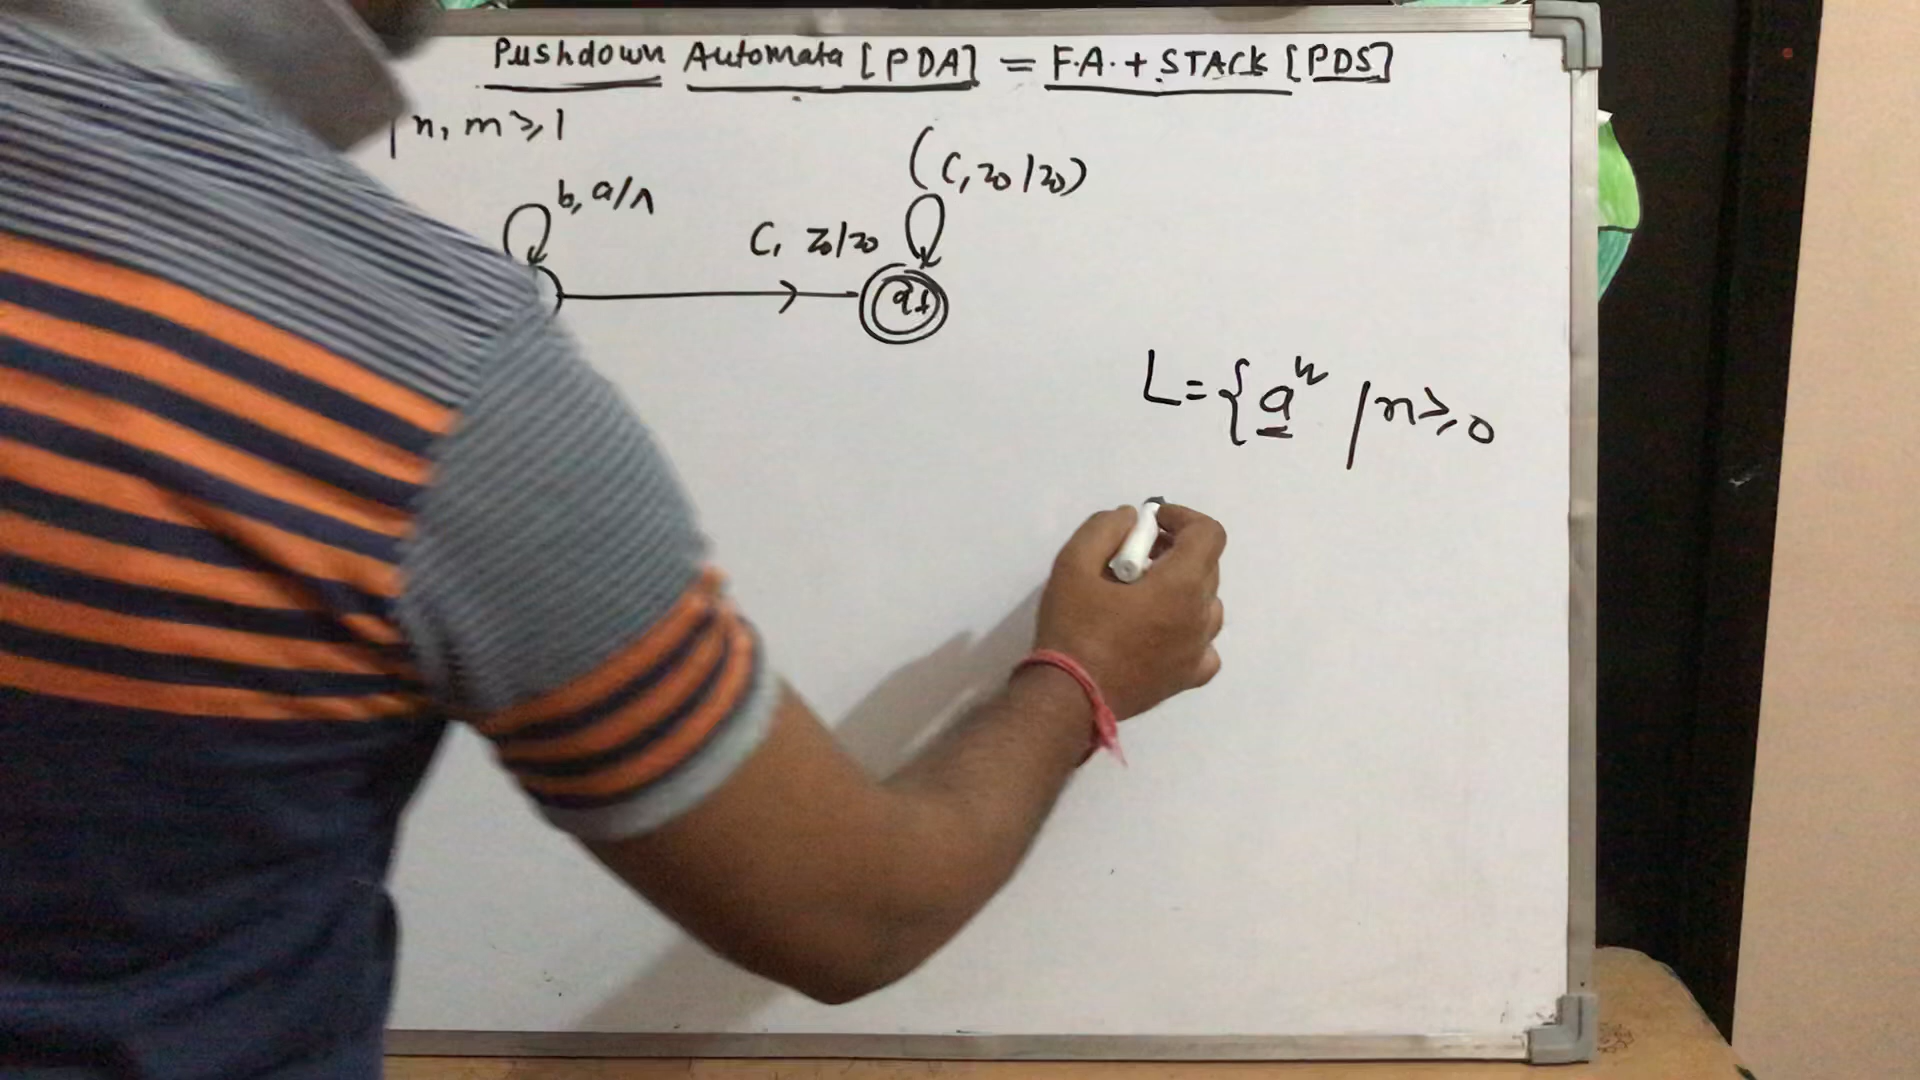 Pushdown Automata [PDA] = F.A. + STACK [PDS]
| n, m ≥ 1
(C, z0/z0)
b, a/Λ
C, z0/z0
qf
L = { a^n | n ≥ 0